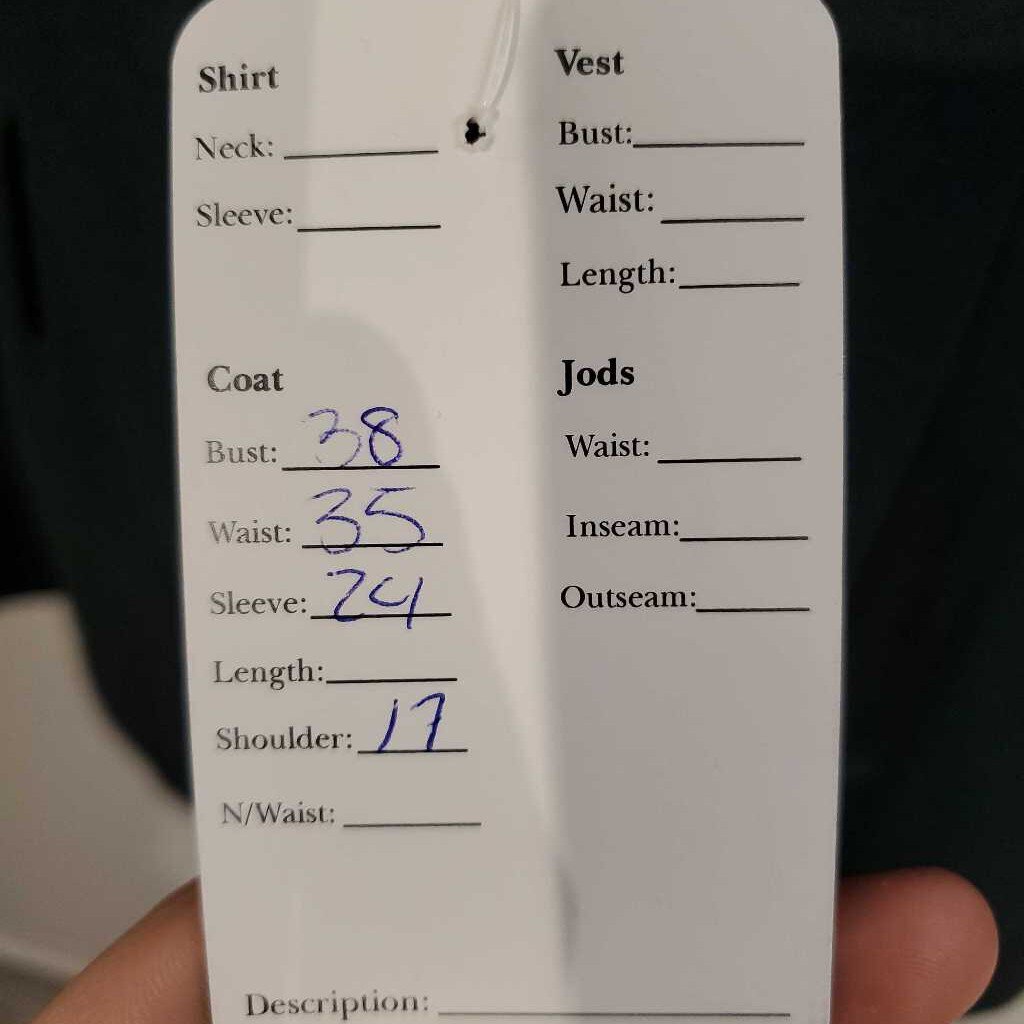 Shirt
Neck:
Sleeve:
Coat
Bust: 38
Waist: 35
Sleeve: 24
Length:
Shoulder: 17
N/Waist:
Vest
Bust:
Waist:
Length:
Jods
Waist:
Inseam:
Outseam:
Description: